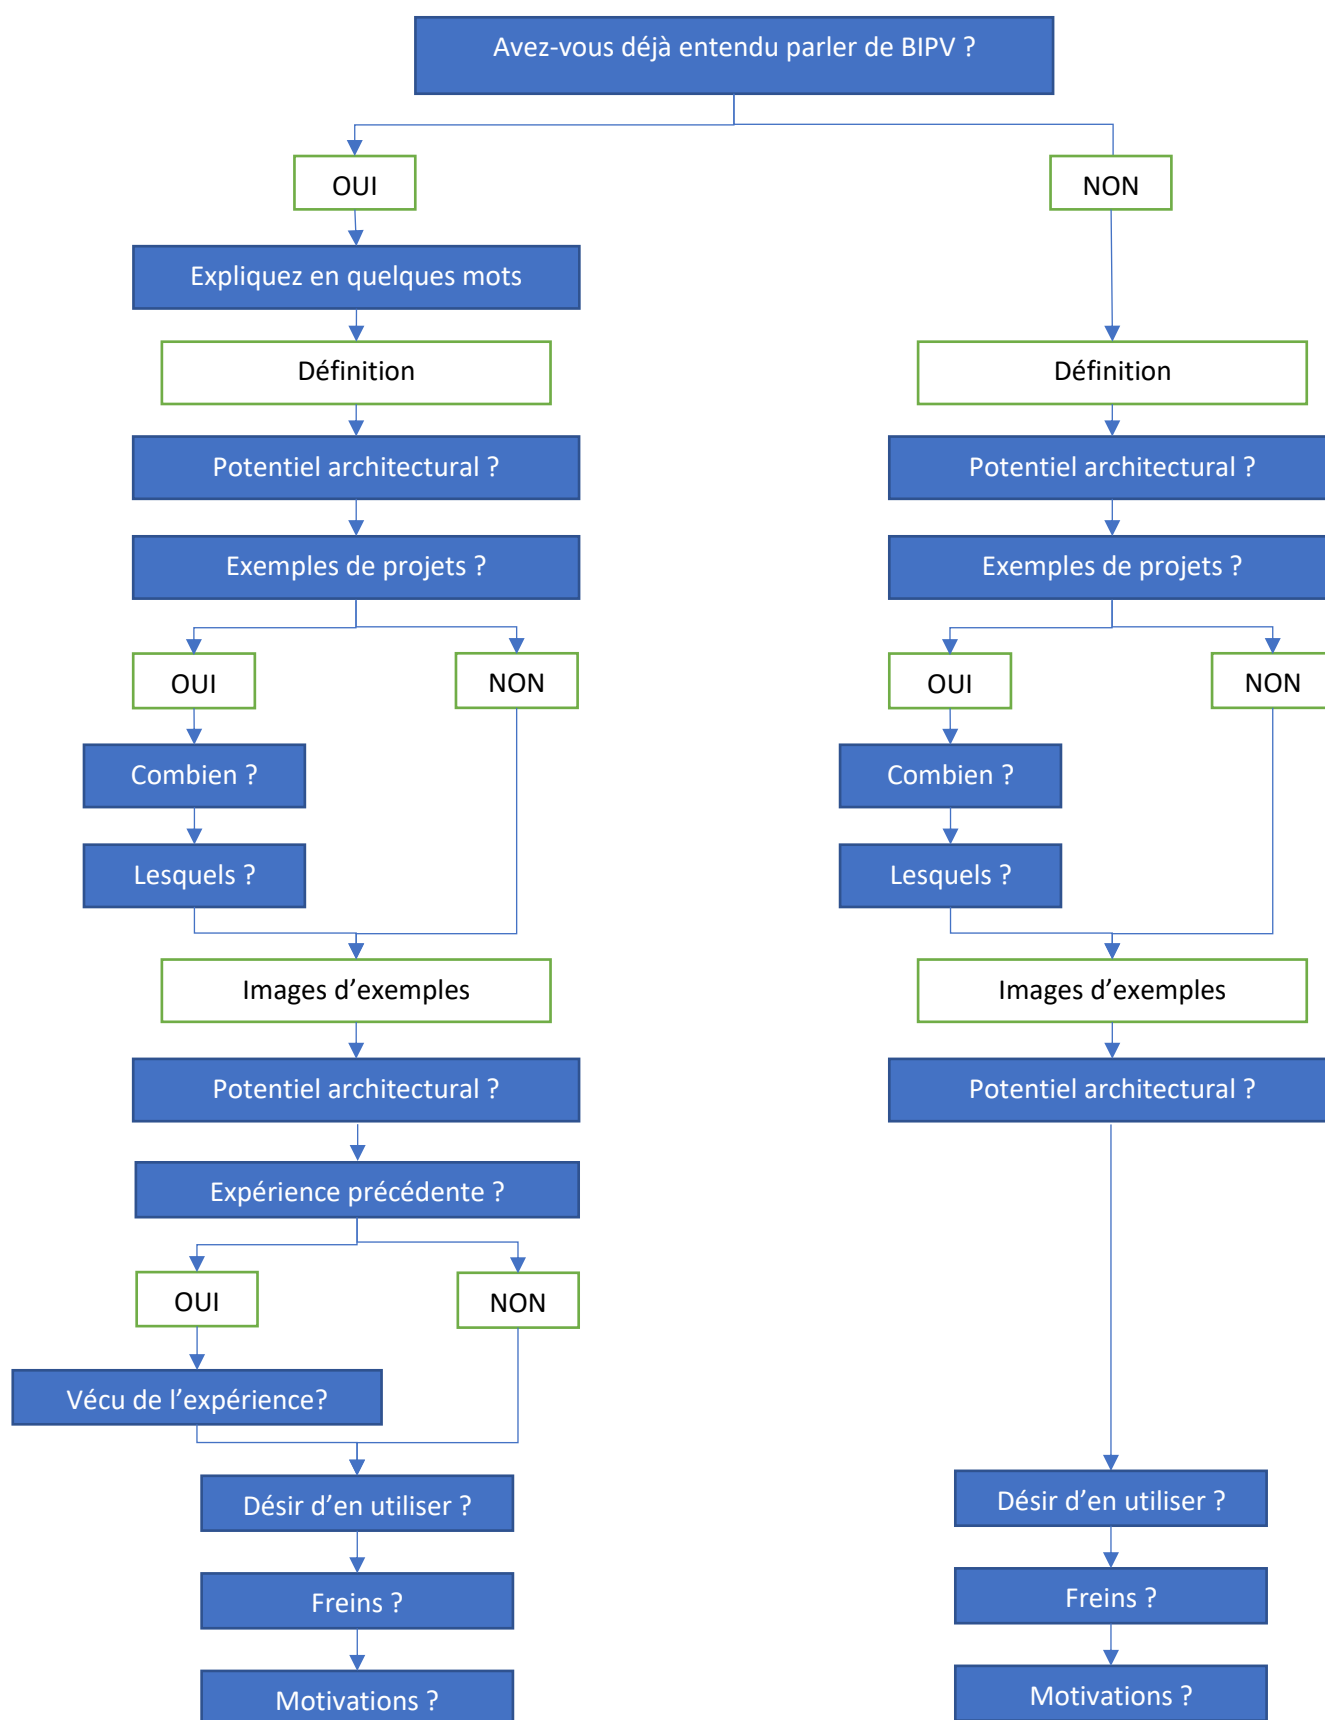 Avez-vous déjà entendu parler de BIPV ?
OUI
NON
Expliquez en quelques mots
Définition
Définition
Potentiel architectural ?
Potentiel architectural ?
Exemples de projets ?
Exemples de projets ?
OUI
NON
OUI
NON
Combien ?
Combien ?
Lesquels ?
Lesquels ?
Images d’exemples
Images d’exemples
Potentiel architectural ?
Potentiel architectural ?
Expérience précédente ?
OUI
NON
Vécu de l’expérience?
Désir d’en utiliser ?
Désir d’en utiliser ?
Freins ?
Freins ?
Motivations ?
Motivations ?